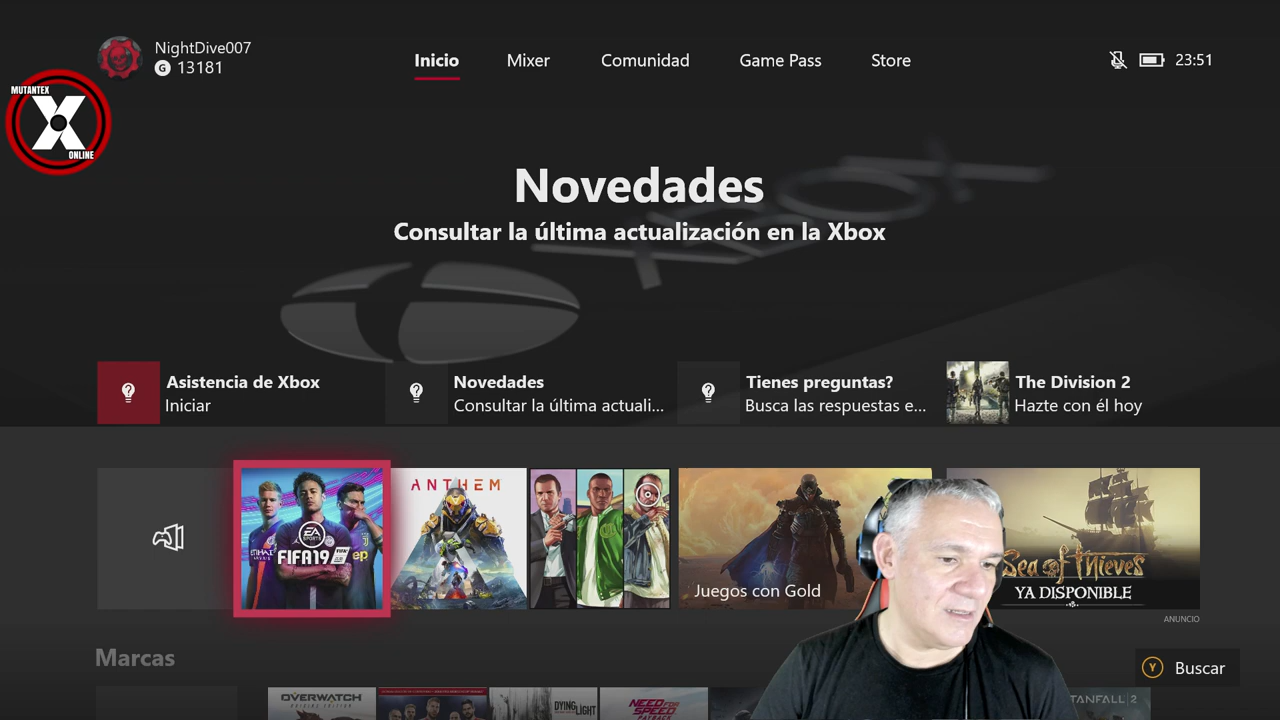 NightDive007
G 13181
Inicio
Mixer
Comunidad
Game Pass
Store
23:51
MUTANTEX
X
ONLINE
Novedades
Consultar la última actualización en la Xbox
Asistencia de Xbox
Iniciar
Novedades
Consultar la última actuali...
Tienes preguntas?
Busca las respuestas e...
The Division 2
Hazte con él hoy
EA
SPORTS
FIFA19
ANTHEM
Juegos con Gold
Sea of Thieves
YA DISPONIBLE
ANUNCIO
Marcas
Y Buscar
OVERWATCH
DYING LIGHT
NEED FOR
SPEED
PAYBACK
TANFALL 2